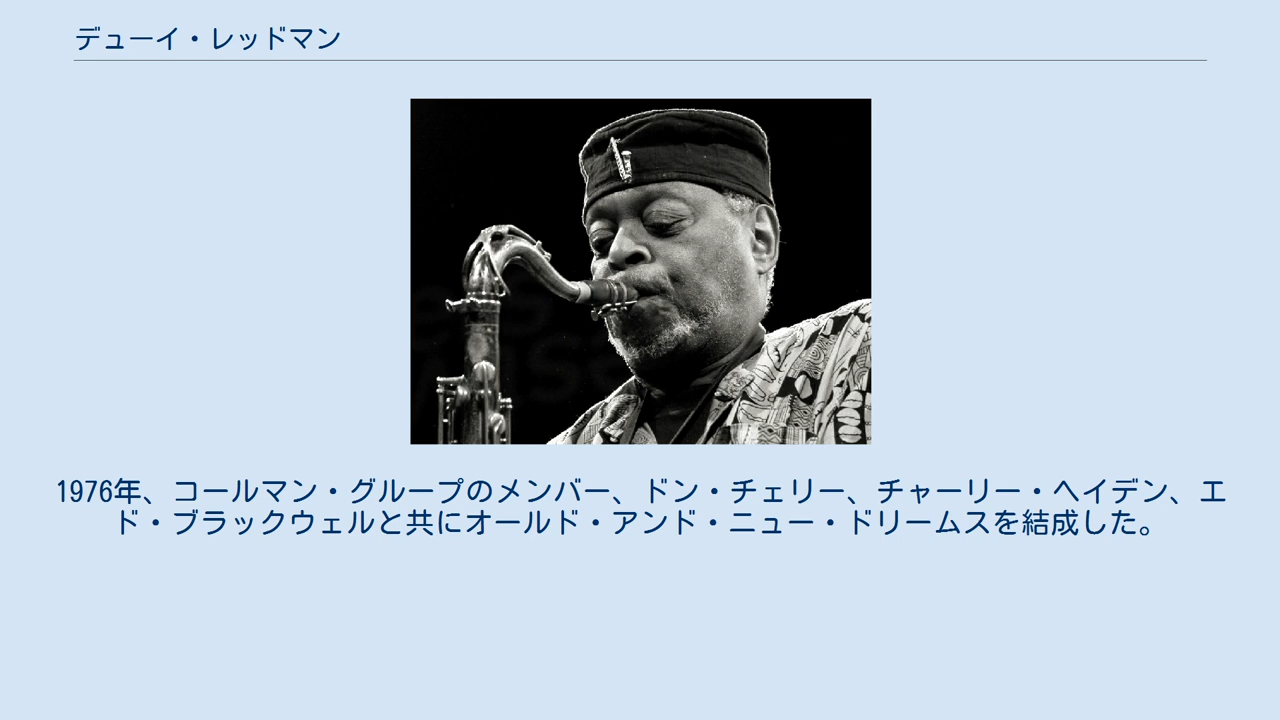 デューイ・レッドマン
1976年、コールマン・グループのメンバー、ドン・チェリー、チャーリー・ヘイデン、エ
ド・ブラックウェルと共にオールド・アンド・ニュー・ドリームスを結成した。